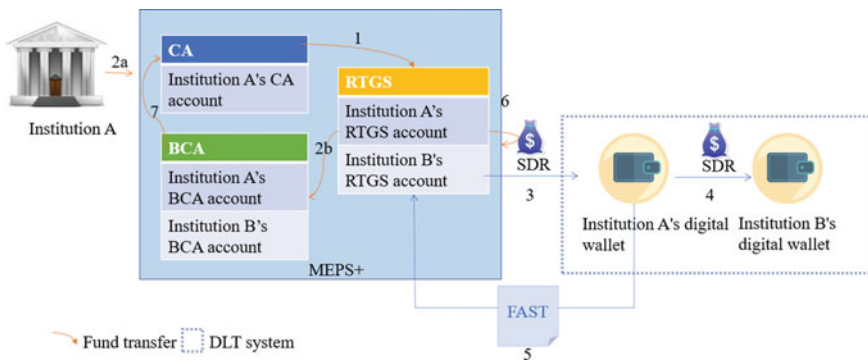 2a
Institution A
CA
Institution A's CA
account
1
7
BCA
Institution A's
BCA account
Institution B's
BCA account
2b
RTGS
Institution A's
RTGS account
Institution B's
RTGS account
MEPS+
6
$
SDR
3
$
SDR
4
Institution A's digital
wallet
Institution B's
digital wallet
FAST
5
Fund transfer
DLT system